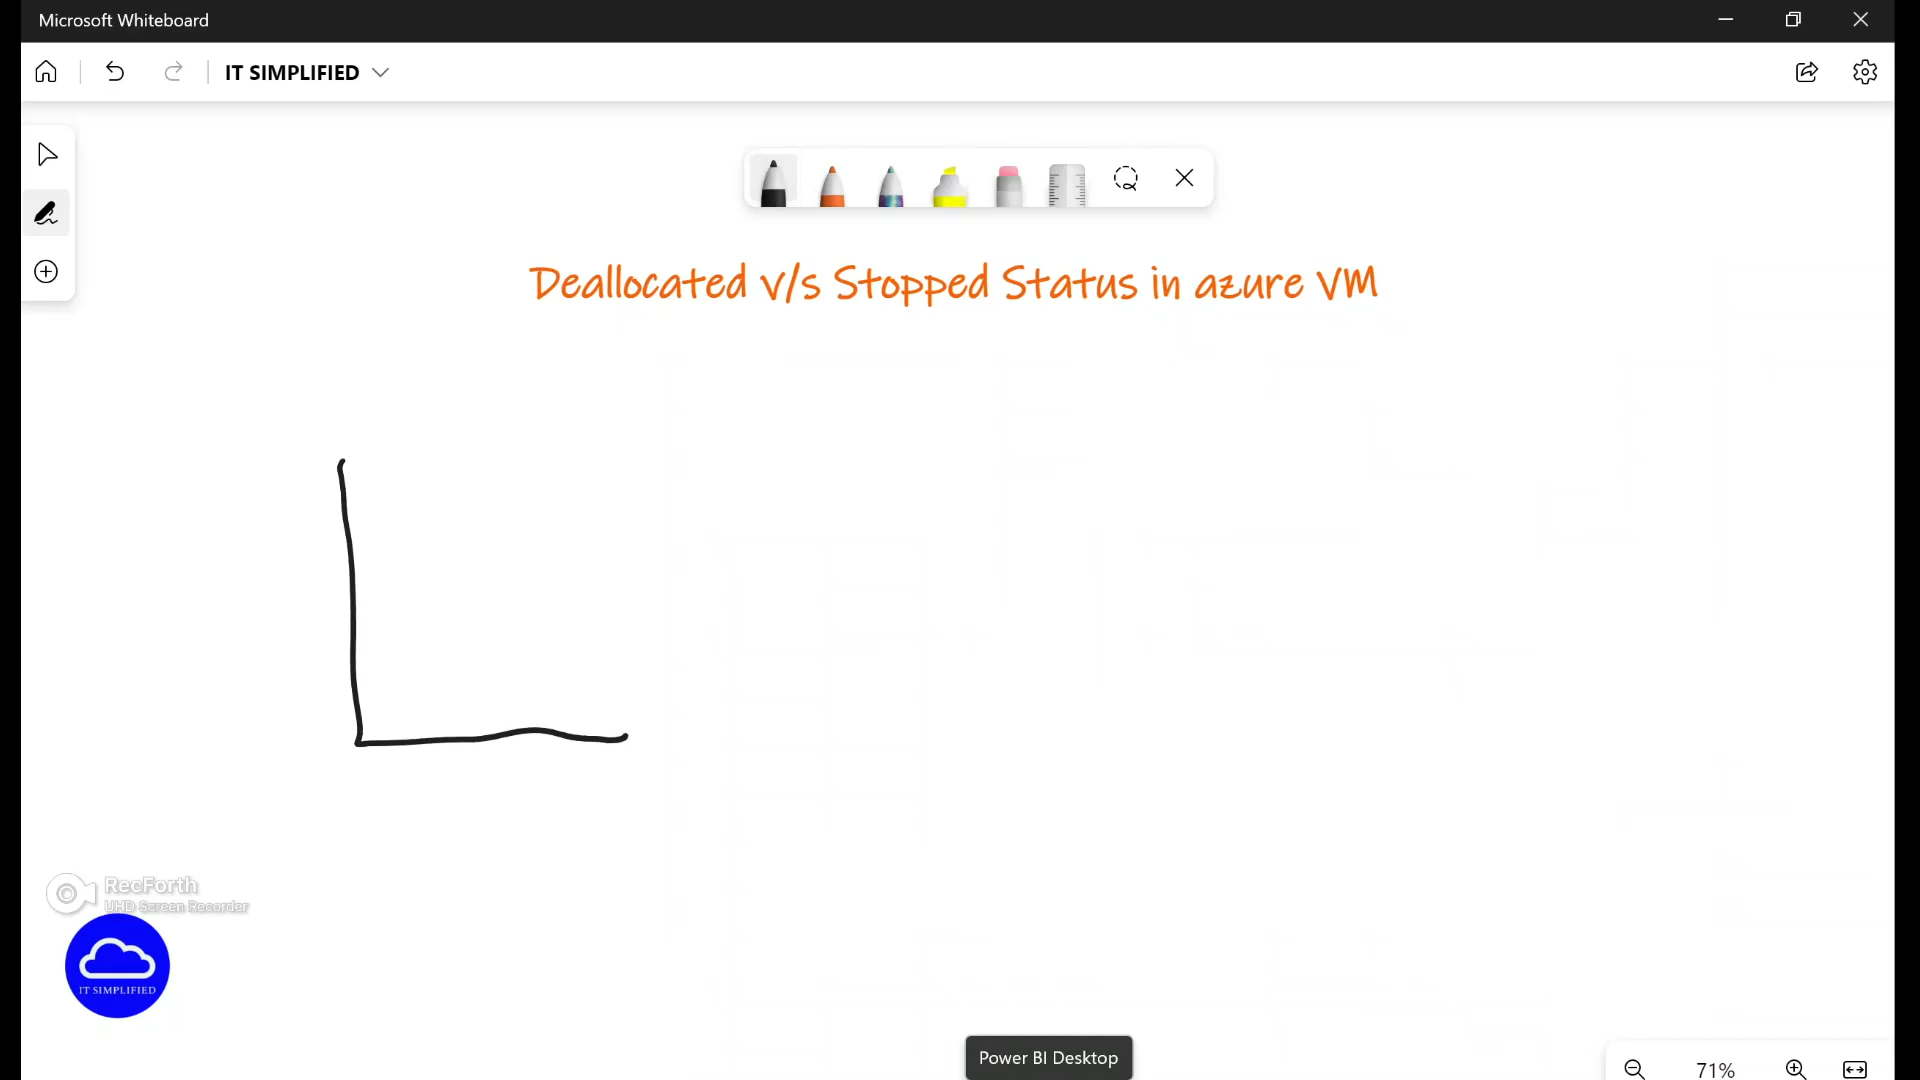 Microsoft Whiteboard
IT SIMPLIFIED
Deallocated v/s Stopped Status in azure VM
RecForth
UHD Screen Recorder
IT SIMPLIFIED
Power BI Desktop
71%